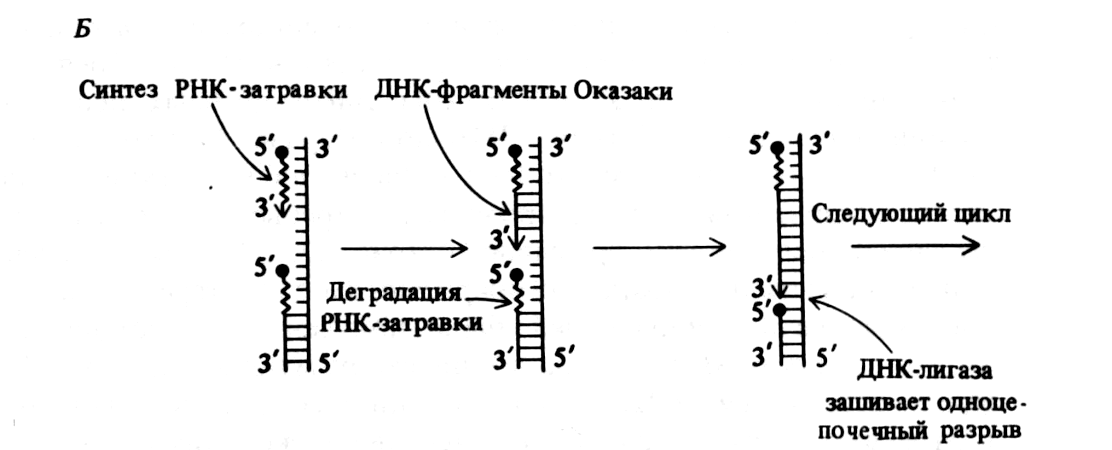 Б
Синтез РНК-затравки
ДНК-фрагменты Оказаки
5′ 3′
3′
5′
3′ 5′
5′ 3′
3′
5′
Деградация
РНК-затравки
3′ 5′
5′ 3′
Следующий цикл
3′
5′
3′ 5′
ДНК-лигаза
зашивает одноце-
почечный разрыв